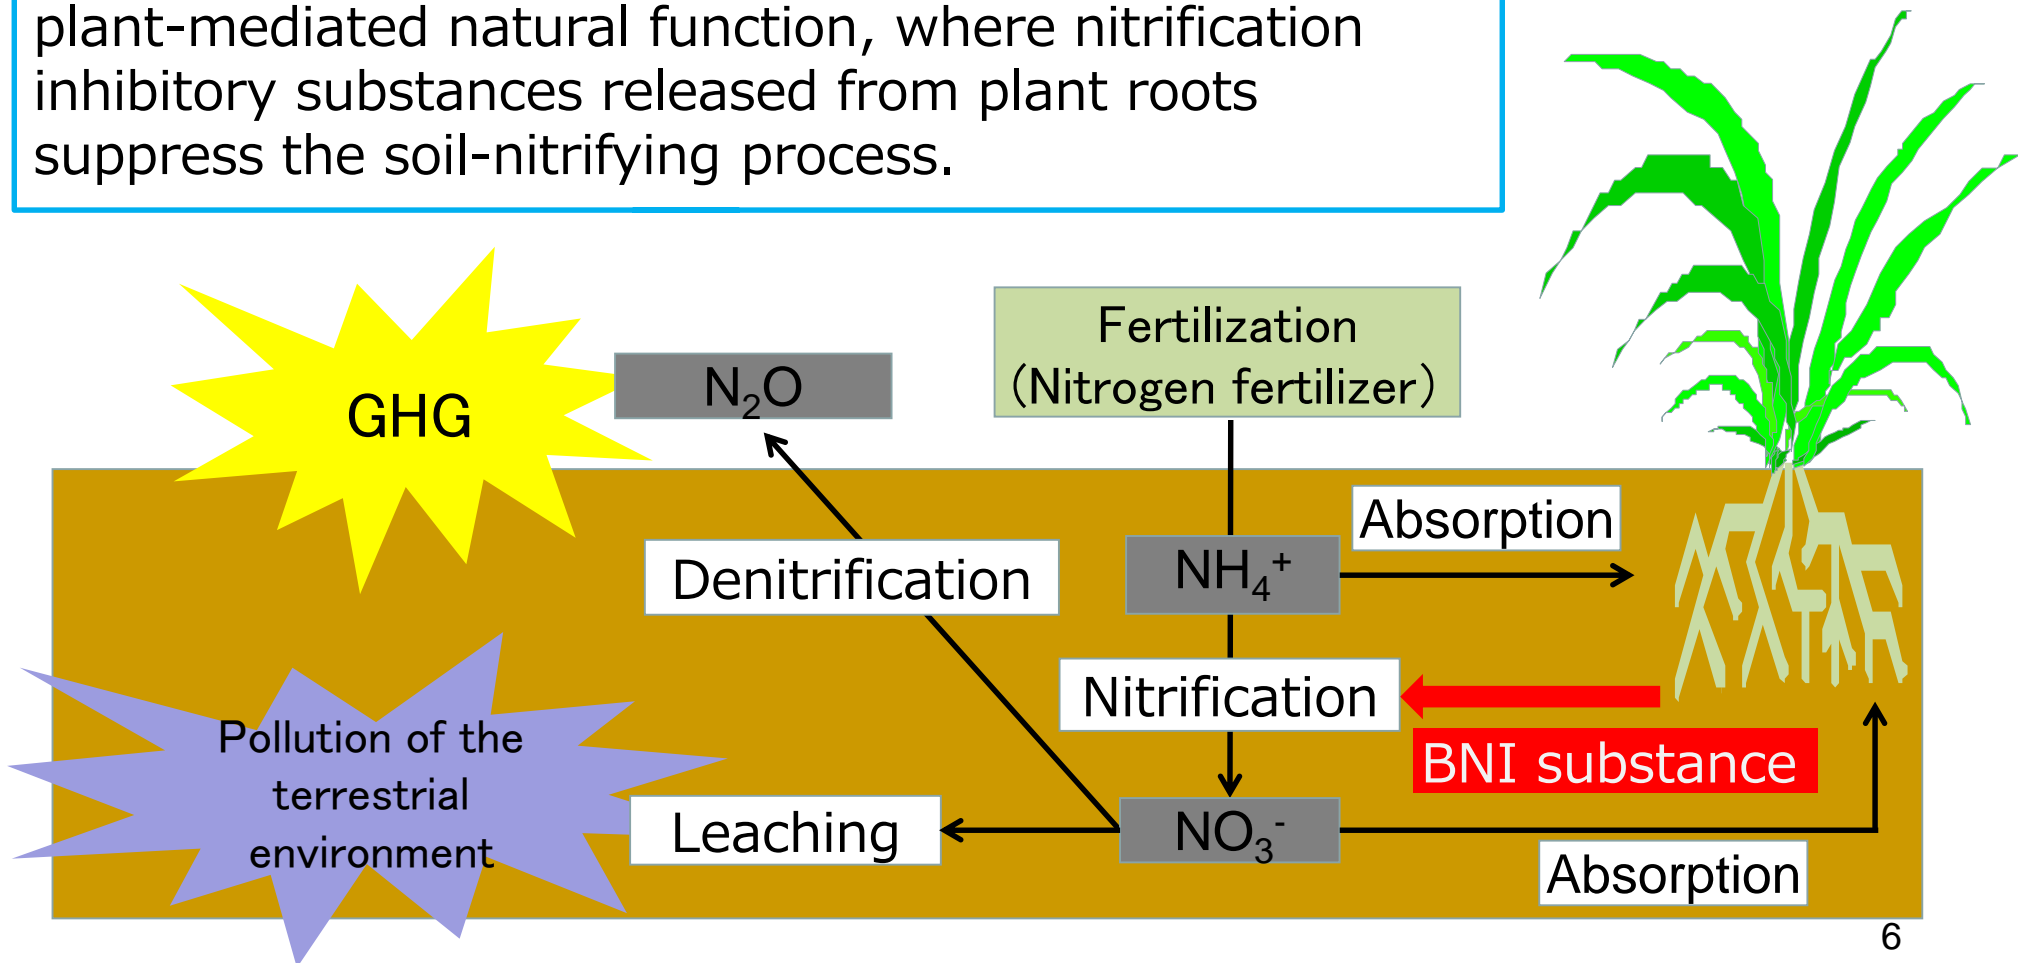 plant-mediated natural function, where nitrification
inhibitory substances released from plant roots
suppress the soil-nitrifying process.
GHG
N₂O
Fertilization
(Nitrogen fertilizer)
Absorption
Denitrification
NH₄⁺
Nitrification
BNI substance
Pollution of the
terrestrial
environment
Leaching
NO₃⁻
Absorption
6